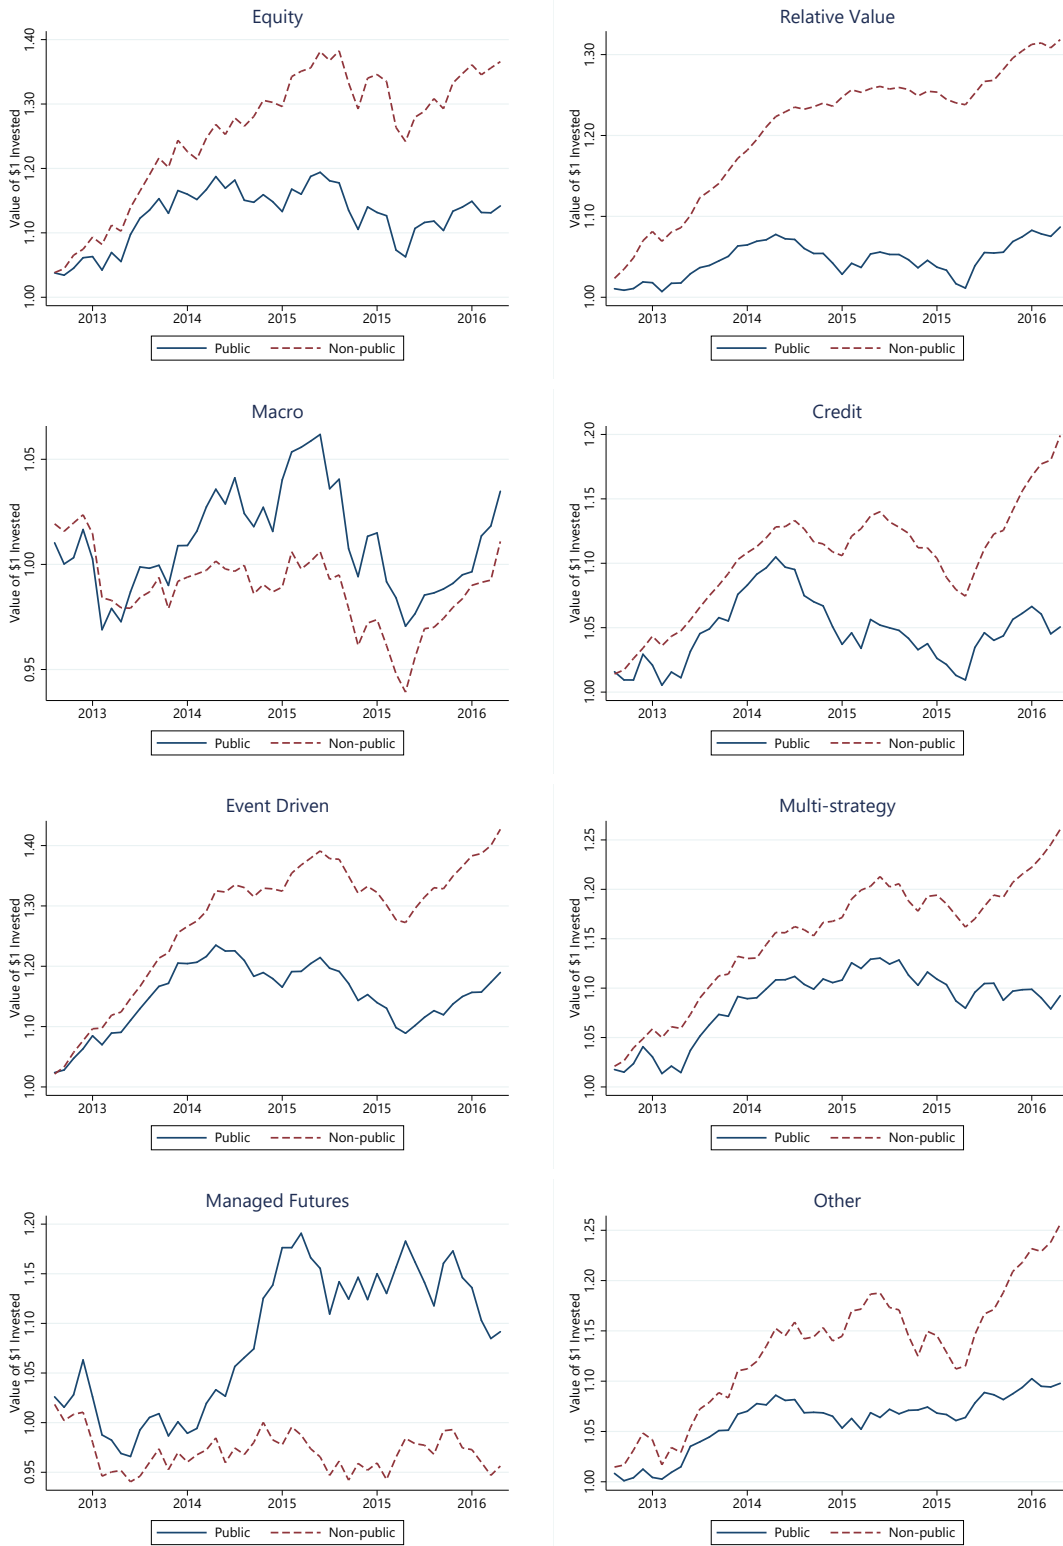 Equity
Value of $1 Invested
1.40
1.30
1.20
1.10
1.00
2013 2014 2015 2015 2016
Public Non-public
Relative Value
Value of $1 Invested
1.30
1.20
1.10
1.00
2013 2014 2015 2015 2016
Public Non-public
Macro
Value of $1 Invested
1.05
1.00
0.95
2013 2014 2015 2015 2016
Public Non-public
Credit
Value of $1 Invested
1.20
1.15
1.10
1.05
1.00
2013 2014 2015 2015 2016
Public Non-public
Event Driven
Value of $1 Invested
1.40
1.30
1.20
1.10
1.00
2013 2014 2015 2015 2016
Public Non-public
Multi-strategy
Value of $1 Invested
1.25
1.20
1.15
1.10
1.05
1.00
2013 2014 2015 2015 2016
Public Non-public
Managed Futures
Value of $1 Invested
1.20
1.15
1.10
1.05
1.00
0.95
2013 2014 2015 2015 2016
Public Non-public
Other
Value of $1 Invested
1.25
1.20
1.15
1.10
1.05
1.00
2013 2014 2015 2015 2016
Public Non-public